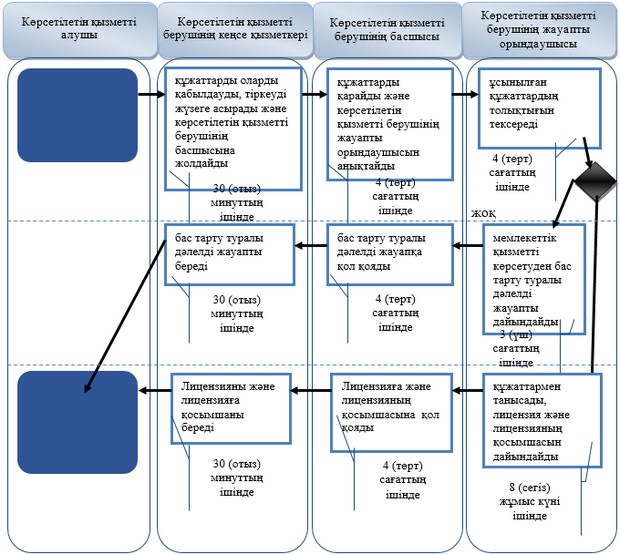 Көрсетілетін қызметті
алушы
Көрсетілетін қызметті
берушінің кеңсе қызметкері
Көрсетілетін қызметті
берушінің басшысы
Көрсетілетін қызметті
берушінің жауапты
орындаушысы
құжаттарды оларды
қабылдауды, тіркеуді
жүзеге асырады және
көрсетілетін қызметті
берушінің
басшысына
жолдайды
30 (отыз)
минуттың
ішінде
құжаттарды
қарайды және
көрсетілетін
қызметті берушінің
жауапты
орындаушысын
анықтайды
4 (төрт)
сағаттың
ішінде
ұсынылған
құжаттардың
толықтығын
тексереді
4 (төрт)
сағаттың
ішінде
жоқ
бас тарту туралы
дәлелді жауапты
береді
30 (отыз)
минуттың
ішінде
бас тарту туралы
дәлелді жауапқа
қол қояды
4 (төрт)
сағаттың
ішінде
мемлекеттік
қызметті
көрсетуден бас
тарту туралы
дәлелді
жауапты
дайындайды
3 (үш)
сағаттың
ішінде
Лицензияны және
лицензияға
қосымшаны
береді
30 (отыз)
минуттың
ішінде
Лицензияға және
лицензияның
қосымшасына қол
қояды
4 (төрт)
сағаттың
ішінде
құжаттармен
танысады,
лицензия және
лицензияның
қосымшасын
дайындайды
8 (сегіз)
жұмыс күні
ішінде